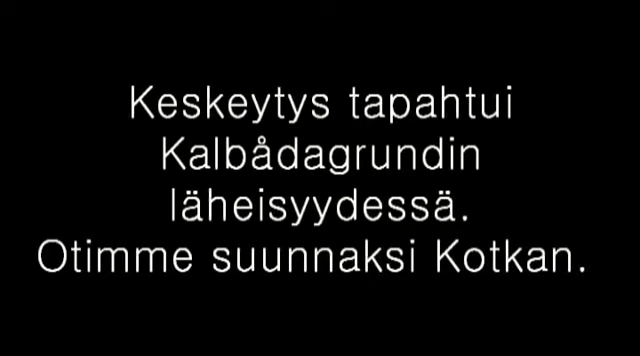 Keskeytys tapahtui
Kalbådagrundin
läheisyydessä.
Otimme suunnaksi Kotkan.